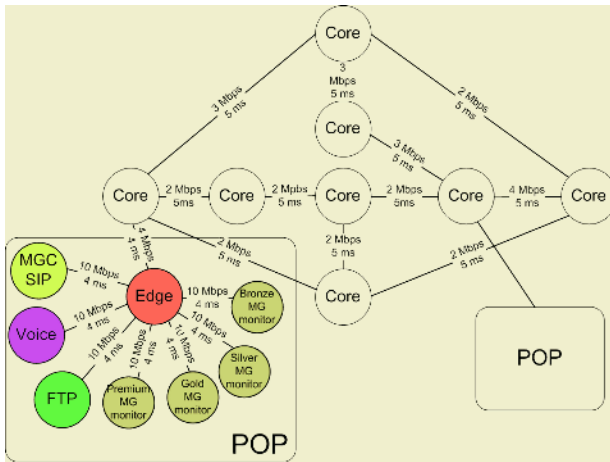 Core
3
Mbps
5 ms
3 Mbps
5 ms
2 Mbps
5 ms
Core
3 Mbps
5 ms
Core
2 Mbps
5ms
Core
2 Mpbs
5 ms
Core
2 Mbps
5ms
Core
4 Mbps
5 ms
Core
4 Mbps
4 ms
2 Mbps
5 ms
2 Mbps
5 ms
2 Mbps
5 ms
Core
MGC
SIP
10 Mbps
4 ms
Edge
10 Mbps
4 ms
Bronze
MG
monitor
Voice
10 Mbps
4 ms
10 Mbps
4 ms
Silver
MG
monitor
FTP
10 Mbps
4 ms
10 Mbps
4 ms
Premium
MG
monitor
10 Mbps
4 ms
Gold
MG
monitor
POP
POP